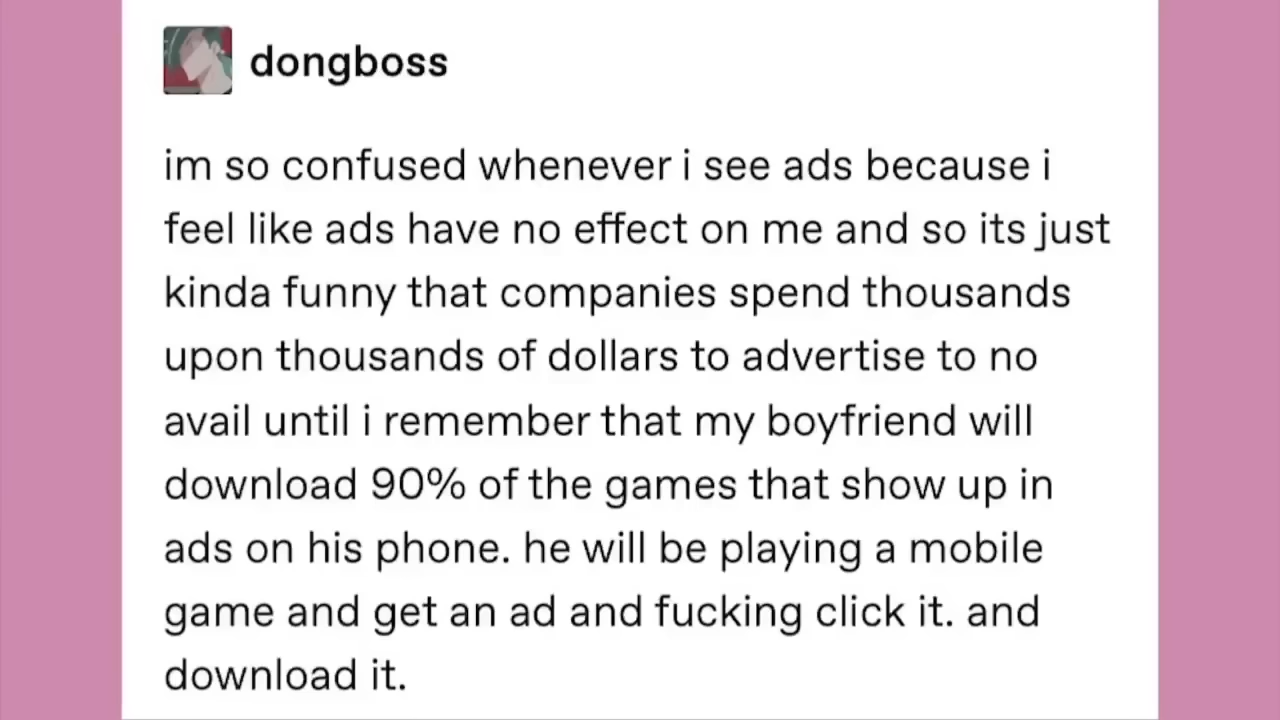 dongboss
im so confused whenever i see ads because i
feel like ads have no effect on me and so its just
kinda funny that companies spend thousands
upon thousands of dollars to advertise to no
avail until i remember that my boyfriend will
download 90% of the games that show up in
ads on his phone. he will be playing a mobile
game and get an ad and fucking click it. and
download it.